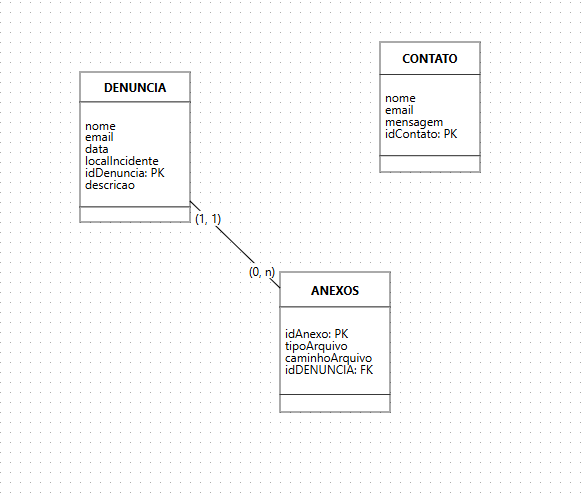 CONTATO
nome
email
mensagem
idContato: PK
DENUNCIA
nome
email
data
localIncidente
idDenuncia: PK
descricao
(1, 1)
(0, n)
ANEXOS
idAnexo: PK
tipoArquivo
caminhoArquivo
idDENUNCIA: FK